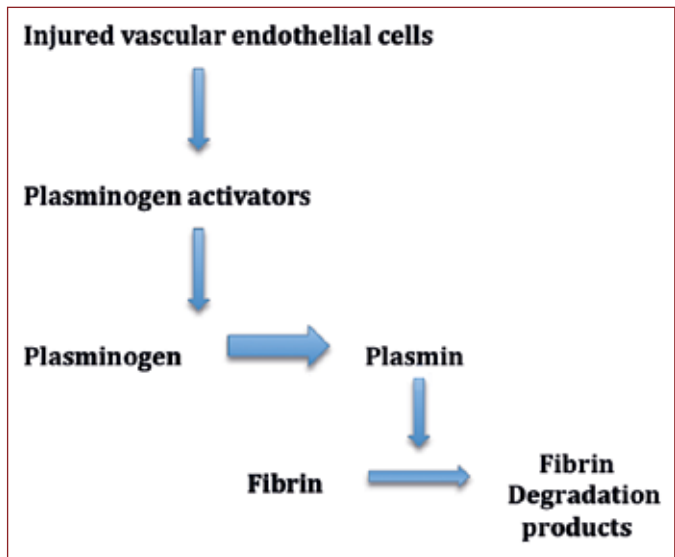 Injured vascular endothelial cells
Plasminogen activators
Plasminogen
Plasmin
Fibrin
Fibrin
Degradation
products